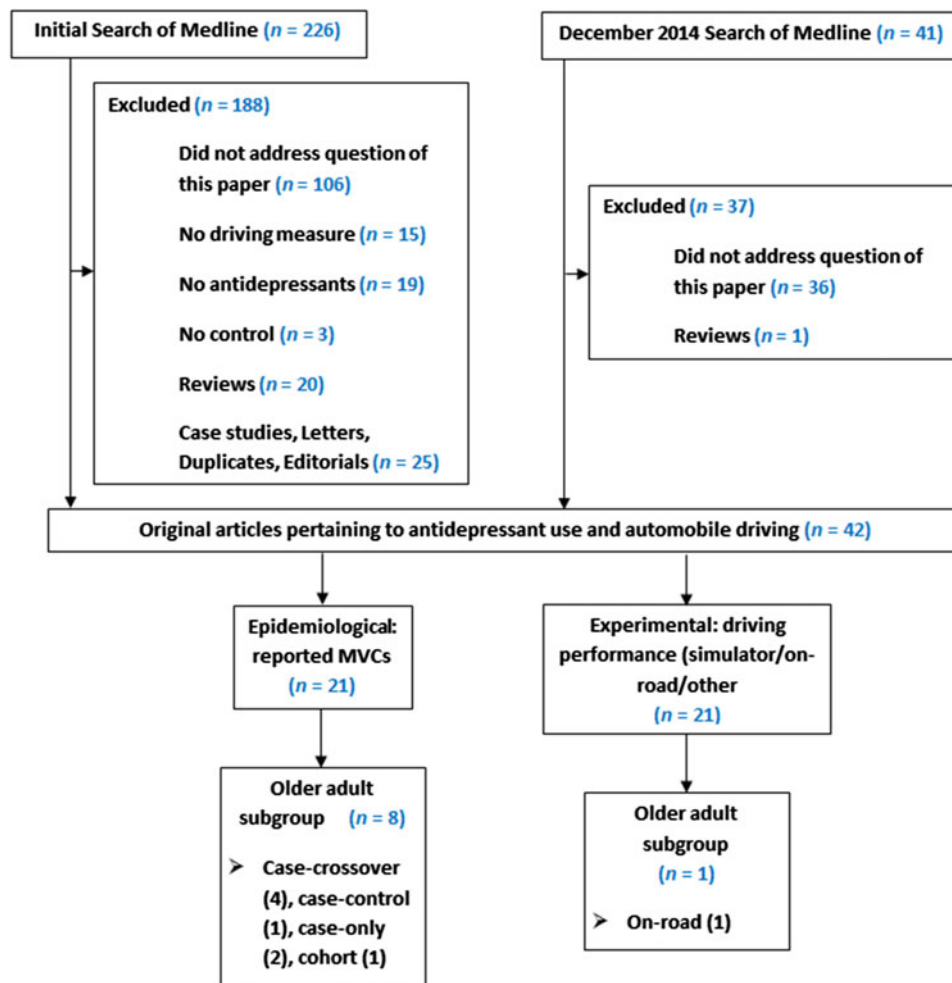 Initial Search of Medline (n = 226)
December 2014 Search of Medline (n = 41)
Excluded (n = 188)
Did not address question of
this paper (n = 106)
No driving measure (n = 15)
No antidepressants (n = 19)
No control (n = 3)
Reviews (n = 20)
Case studies, Letters,
Duplicates, Editorials (n = 25)
Excluded (n = 37)
Did not address question of
this paper (n = 36)
Reviews (n = 1)
Original articles pertaining to antidepressant use and automobile driving (n = 42)
Epidemiological:
reported MVCs
(n = 21)
Experimental: driving
performance (simulator/on-
road/other
(n = 21)
Older adult
subgroup (n = 8)
➢ Case-crossover
(4), case-control
(1), case-only
(2), cohort (1)
Older adult
subgroup
(n = 1)
➢ On-road (1)